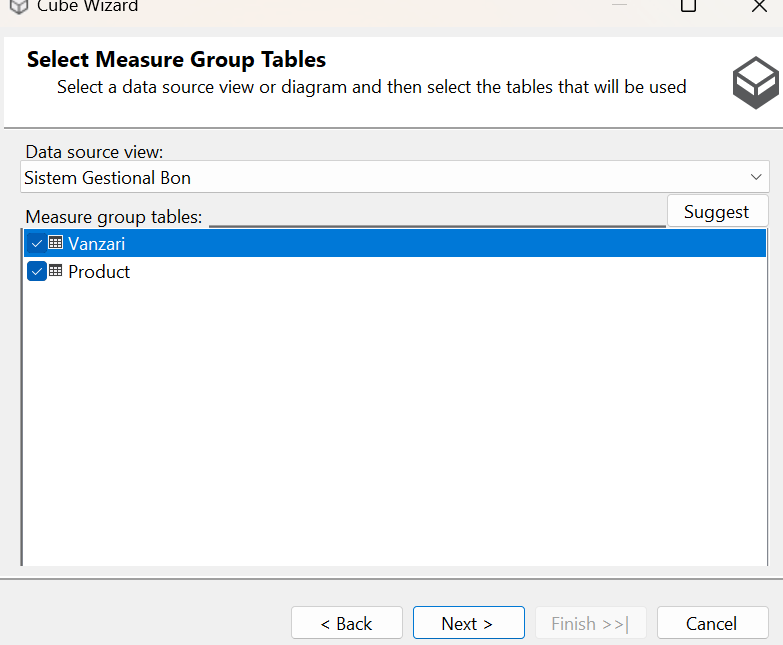 Cube Wizard
Select Measure Group Tables
Select a data source view or diagram and then select the tables that will be used
Data source view:
Sistem Gestional Bon
Measure group tables:
Suggest
Vanzari
Product
< Back
Next >
Finish >>|
Cancel